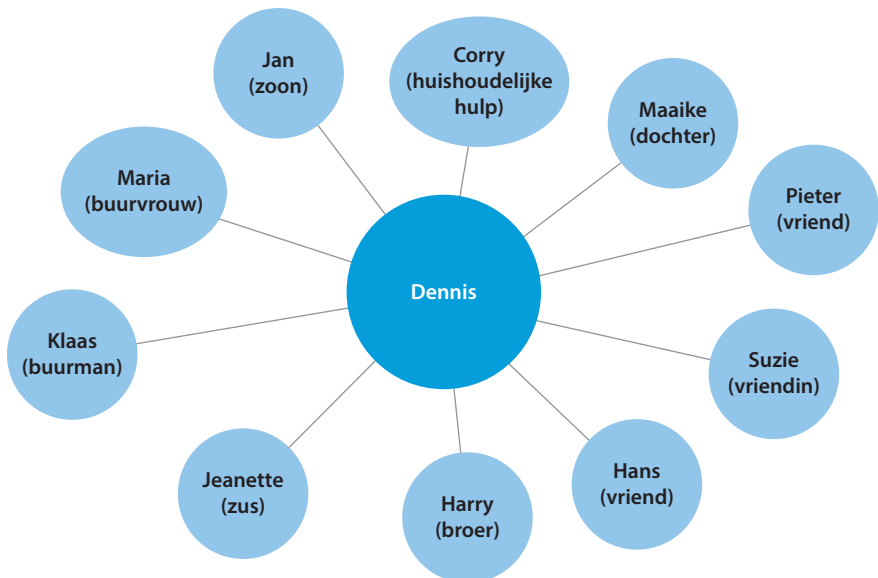 Jan
(zoon)
Corry
(huishoudelijke
hulp)
Maaike
(dochter)
Maria
(buurvrouw)
Pieter
(vriend)
Dennis
Klaas
(buurman)
Suzie
(vriendin)
Jeanette
(zus)
Harry
(broer)
Hans
(vriend)